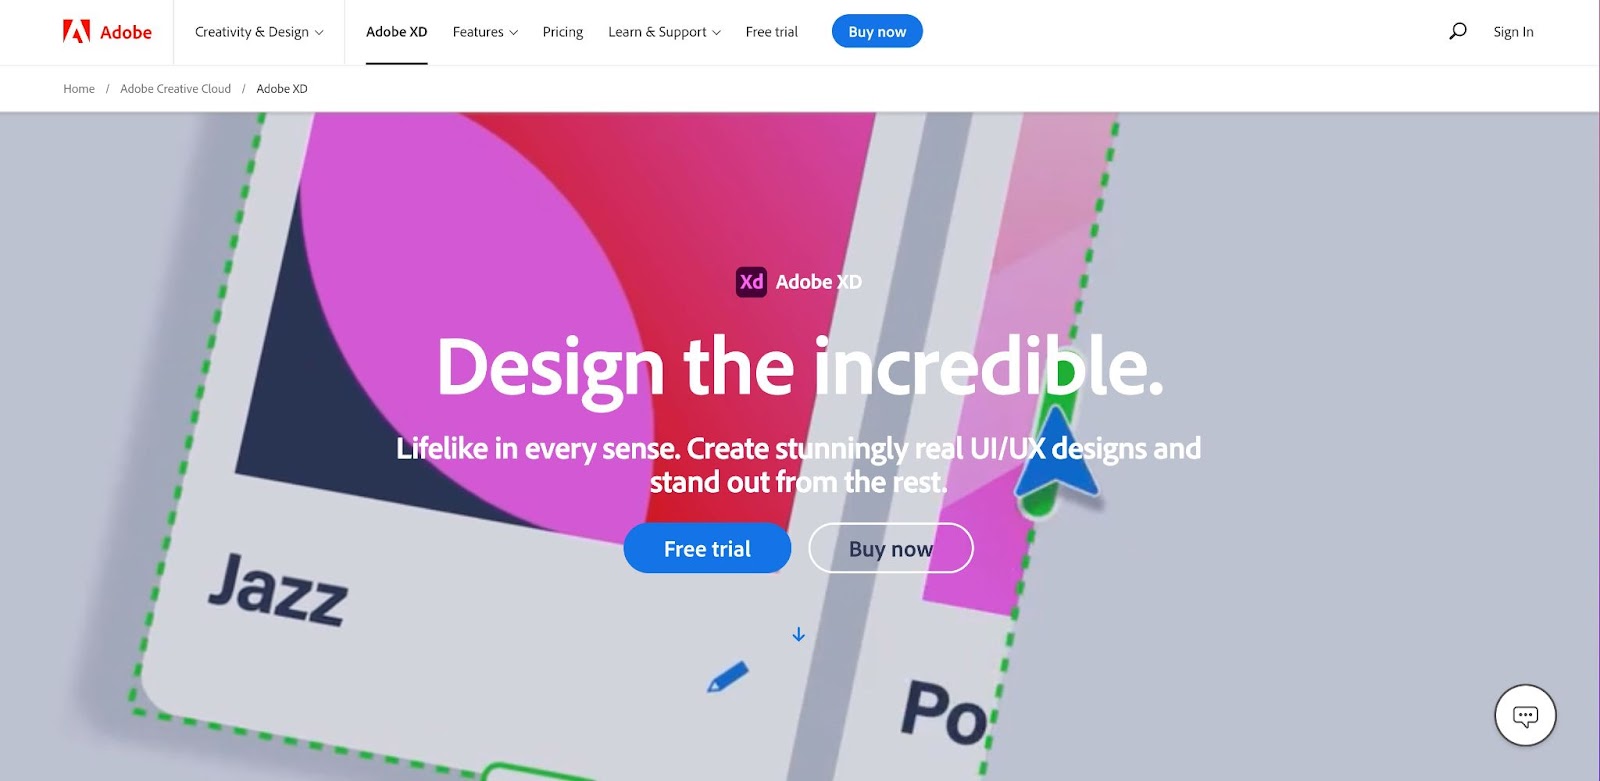 Adobe
Creativity & Design
Adobe XD
Features
Pricing
Learn & Support
Free trial
Buy now
Sign In
Home / Adobe Creative Cloud / Adobe XD
Xd Adobe XD
Design the incredible.
Lifelike in every sense. Create stunningly real UI/UX designs and
stand out from the rest.
Free trial
Buy now
Jazz
Po